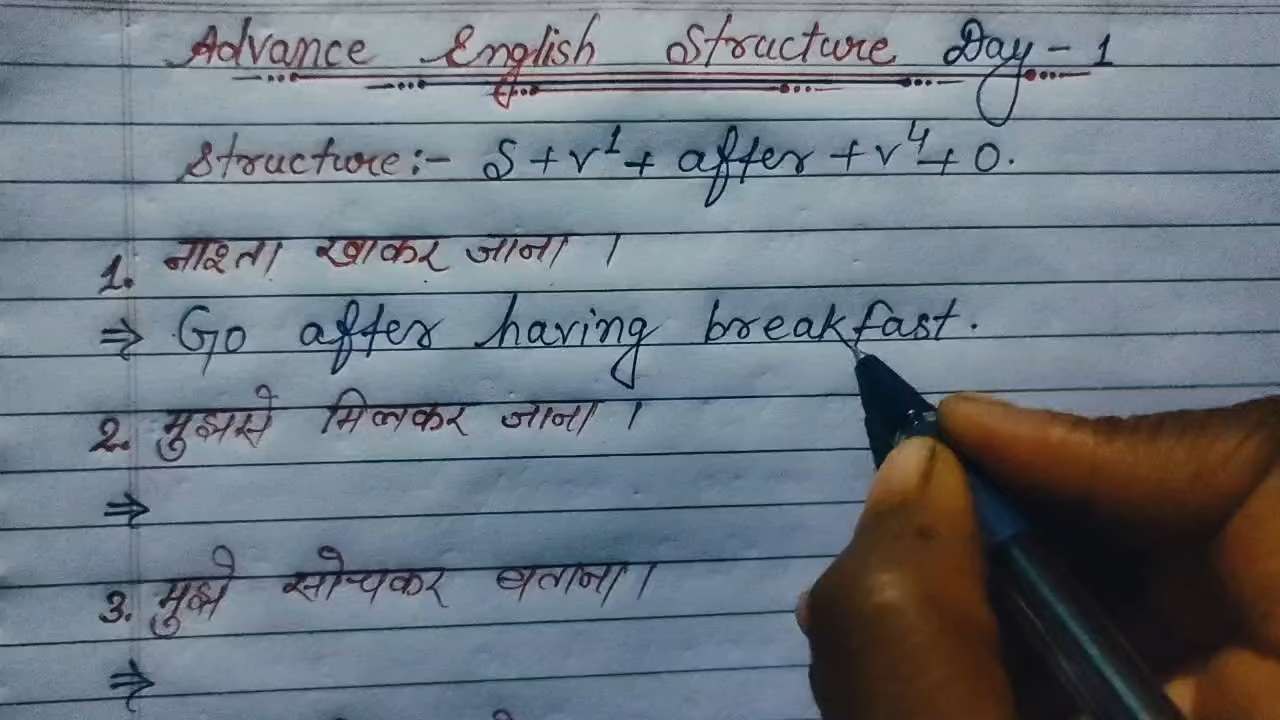 Advance English Structure Day-1
Structure:- S+v¹+ after +v⁴+ O.
1. नाश्ता खाकर जाना ।
⇒ Go after having breakfast.
2. मुझसे मिलकर जाना ।
⇒
3. मुझे सोचकर बताना।
⇒